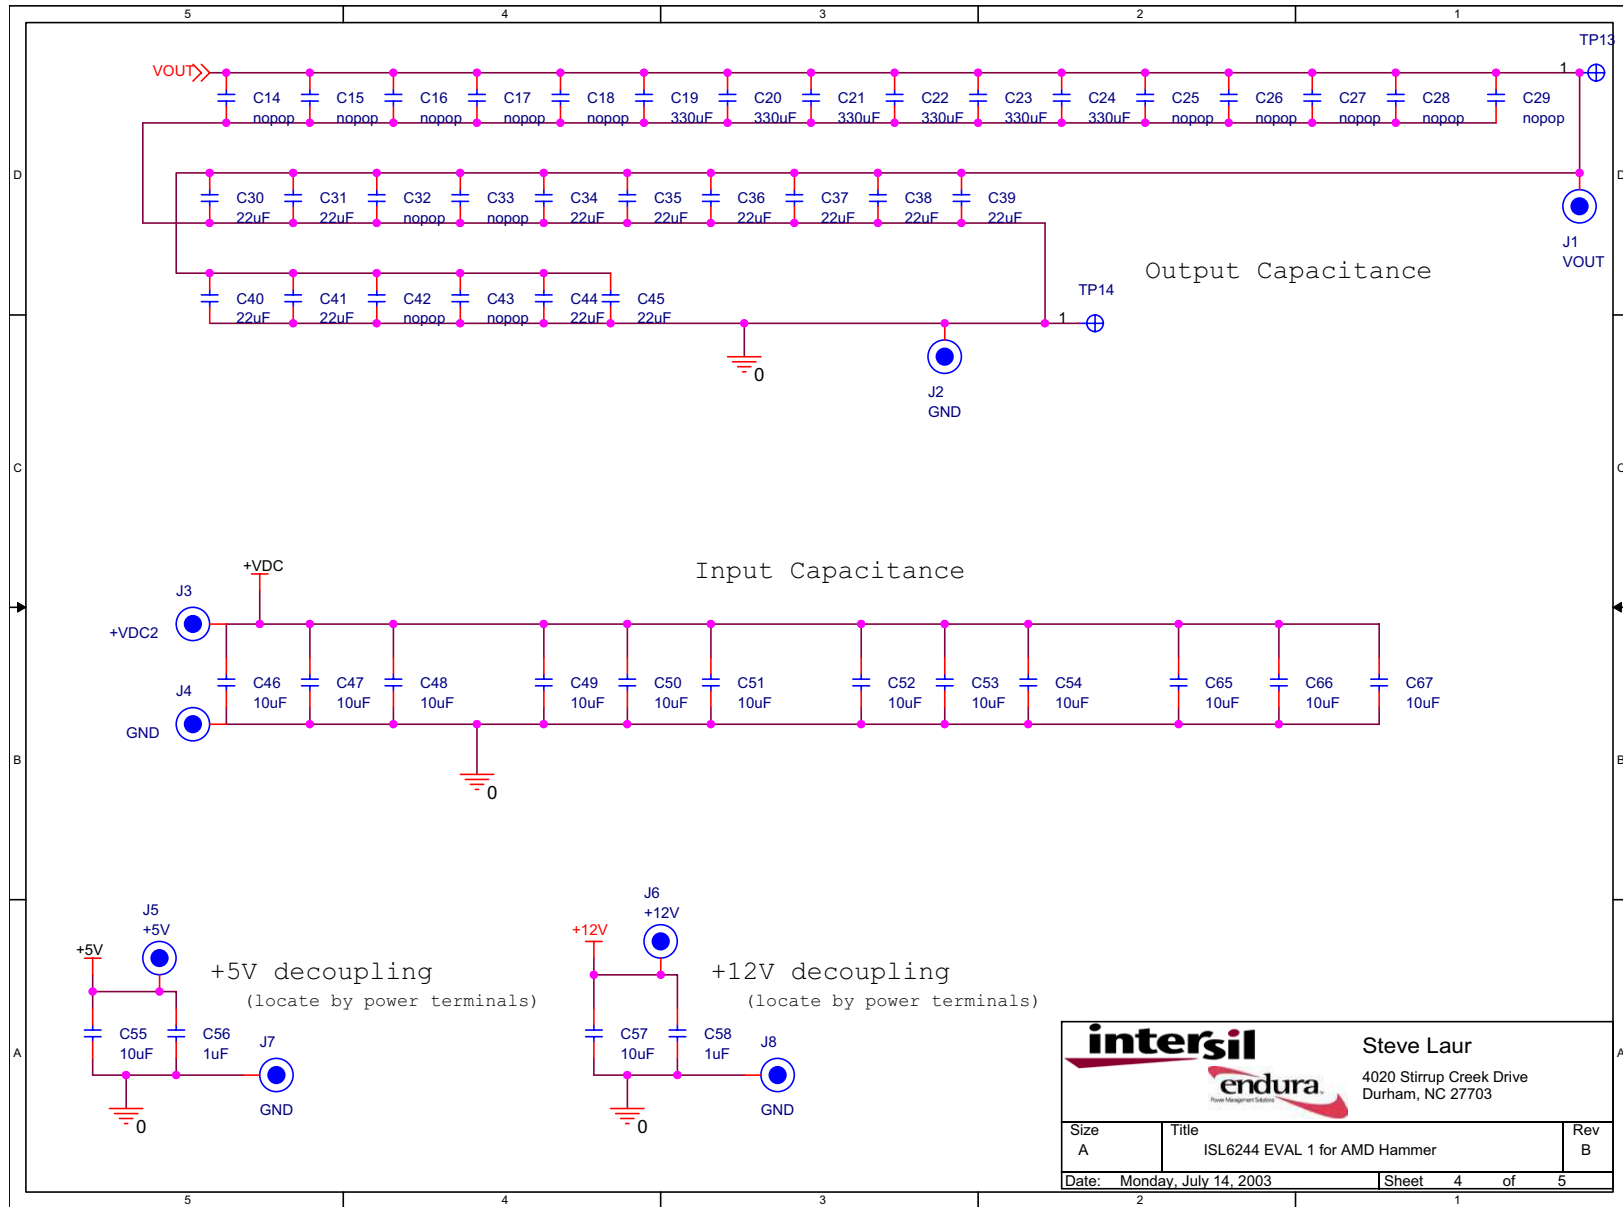 5 4 3 2 1
TP13
VOUT 1
C14 C15 C16 C17 C18 C19 C20 C21 C22 C23 C24 C25 C26 C27 C28 C29
nopop nopop nopop nopop nopop 330uF 330uF 330uF 330uF 330uF 330uF nopop nopop nopop nopop nopop
D D
C30 C31 C32 C33 C34 C35 C36 C37 C38 C39
22uF 22uF nopop nopop 22uF 22uF 22uF 22uF 22uF 22uF
J1
VOUT
Output Capacitance
TP14
C40 C41 C42 C43 C44 C45
22uF 22uF nopop nopop 22uF 22uF
1
0
J2
GND
C C
+VDC
Input Capacitance
J3
+VDC2
C46 C47 C48 C49 C50 C51 C52 C53 C54 C65 C66 C67
10uF 10uF 10uF 10uF 10uF 10uF 10uF 10uF 10uF 10uF 10uF 10uF
J4
GND
B B
0
J5
+5V
+5V
+5V decoupling
(locate by power terminals)
C55 C56
10uF 1uF
J7
GND
0
J6
+12V
+12V
+12V decoupling
(locate by power terminals)
C57 C58
10uF 1uF
J8
GND
0
A A
intersil
endura
Power Management Solutions
Steve Laur
4020 Stirrup Creek Drive
Durham, NC 27703
Size Title Rev
A ISL6244 EVAL 1 for AMD Hammer B
Date: Monday, July 14, 2003 Sheet 4 of 5
5 4 3 2 1